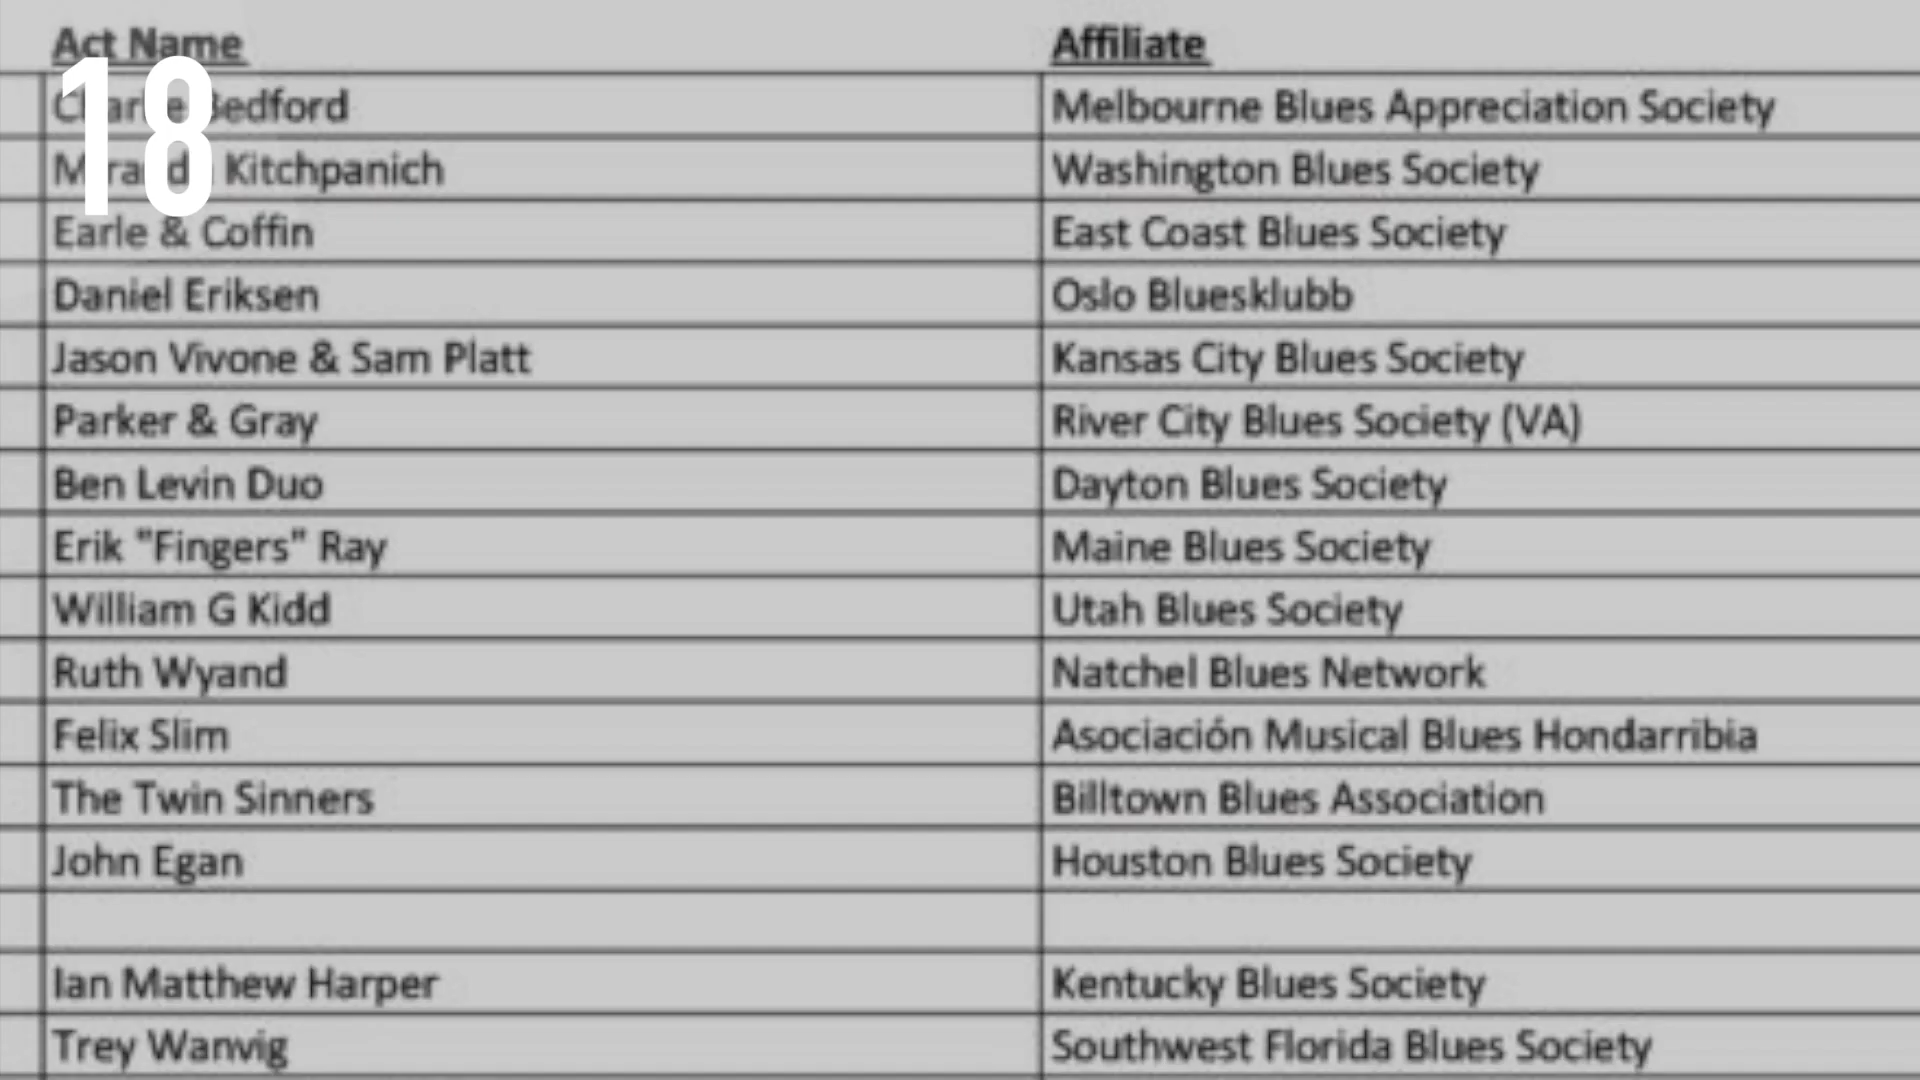 Act Name Affiliate
18
Charlie Bedford Melbourne Blues Appreciation Society
Miranda Kitchpanich Washington Blues Society
Earle & Coffin East Coast Blues Society
Daniel Eriksen Oslo Bluesklubb
Jason Vivone & Sam Platt Kansas City Blues Society
Parker & Gray River City Blues Society (VA)
Ben Levin Duo Dayton Blues Society
Erik "Fingers" Ray Maine Blues Society
William G Kidd Utah Blues Society
Ruth Wyand Natchel Blues Network
Felix Slim Asociación Musical Blues Hondarribia
The Twin Sinners Billtown Blues Association
John Egan Houston Blues Society
Ian Matthew Harper Kentucky Blues Society
Trey Wanvig Southwest Florida Blues Society